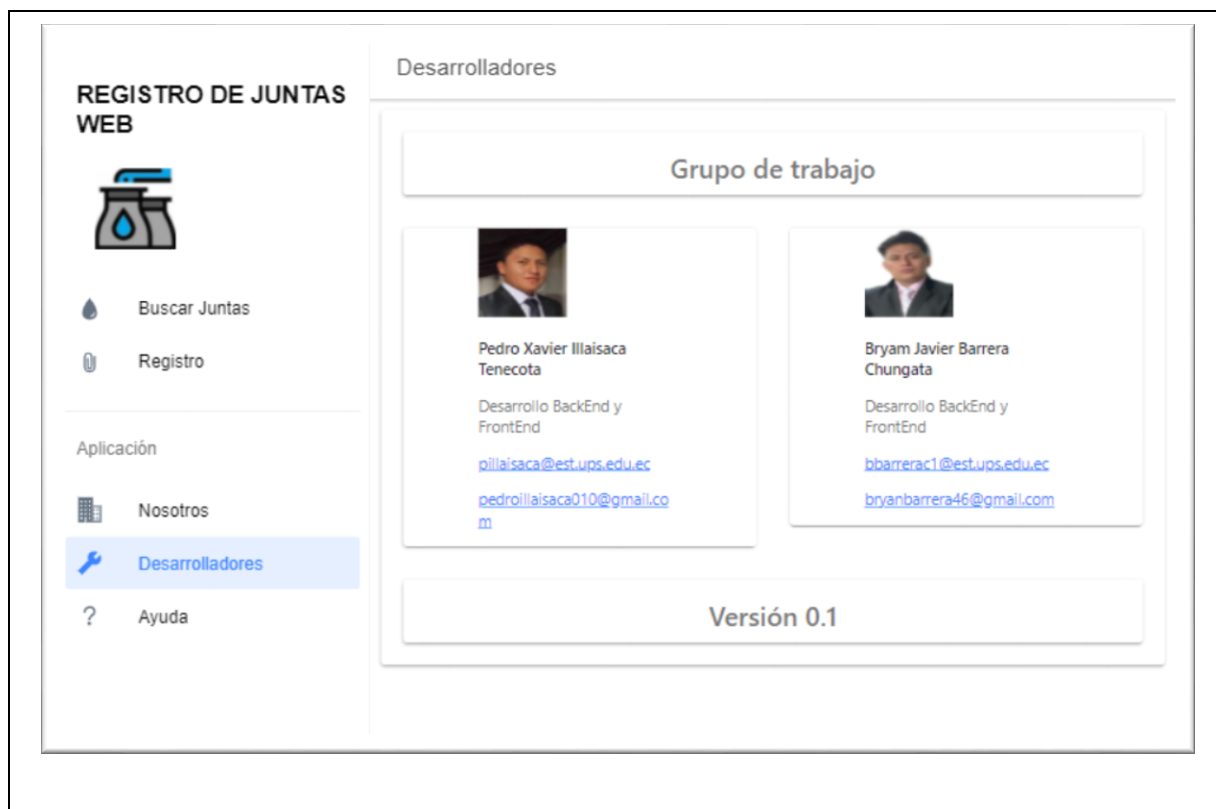 REGISTRO DE JUNTAS
WEB
Buscar Juntas
Registro
Aplicación
Nosotros
Desarrolladores
Ayuda
Desarrolladores
Grupo de trabajo
Pedro Xavier Illaisaca
Tenecota
Desarrollo BackEnd y
FrontEnd
pillaisaca@est.ups.edu.ec
pedroillaisaca010@gmail.co
m
Bryam Javier Barrera
Chungata
Desarrollo BackEnd y
FrontEnd
bbarrerac1@est.ups.edu.ec
bryanbarrera46@gmail.com
Versión 0.1